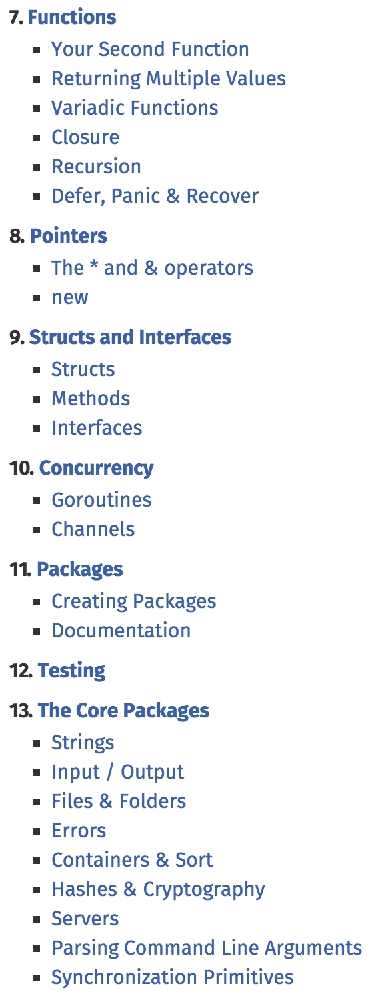 7. Functions
Your Second Function
Returning Multiple Values
Variadic Functions
Closure
Recursion
Defer, Panic & Recover
8. Pointers
The * and & operators
new
9. Structs and Interfaces
Structs
Methods
Interfaces
10. Concurrency
Goroutines
Channels
11. Packages
Creating Packages
Documentation
12. Testing
13. The Core Packages
Strings
Input / Output
Files & Folders
Errors
Containers & Sort
Hashes & Cryptography
Servers
Parsing Command Line Arguments
Synchronization Primitives